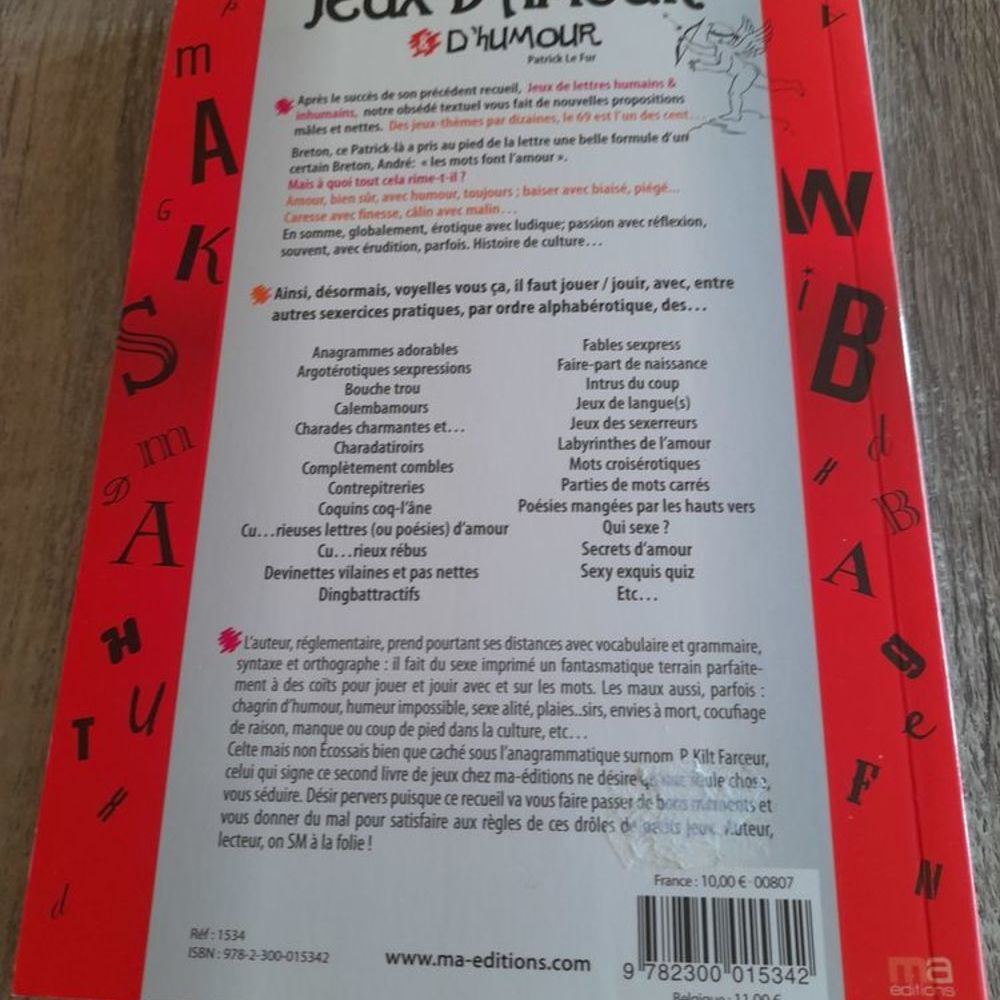 Jeux D'Amour
& D'HUMOUR
Patrick Le Fur
Après le succès de son précédent recueil, Jeux de lettres humains &
inhumains, notre obsédé textuel vous fait de nouvelles propositions
mâles et nettes. Des jeux-thèmes par dizaines, le 69 est l'un des cent...
Breton, ce Patrick-là a pris au pied de la lettre une belle formule d'un
certain Breton, André: « les mots font l'amour ».
Mais à quoi tout cela rime-t-il ?
Amour, bien sûr, avec humour, toujours ; baiser avec biaisé, piégé...
Caresse avec finesse, câlin avec malin...
En somme, globalement, érotique avec ludique; passion avec réflexion,
souvent, avec érudition, parfois. Histoire de culture...
Ainsi, désormais, voyelles vous ça, il faut jouer / jouir, avec, entre
autres sexercices pratiques, par ordre alphabérotique, des...
Anagrammes adorables
Argotérotiques sexpressions
Bouche trou
Calembamours
Charades charmantes et...
Charadatiroirs
Complètement combles
Contrepitreries
Coquins coq-l'âne
Cu...rieuses lettres (ou poésies) d'amour
Cu...rieux rébus
Devinettes vilaines et pas nettes
Dingbattractifs
Fables sexpress
Faire-part de naissance
Intrus du coup
Jeux de langue(s)
Jeux des sexerreurs
Labyrinthes de l'amour
Mots croisérotiques
Parties de mots carrés
Poésies mangées par les hauts vers
Qui sexe ?
Secrets d'amour
Sexy exquis quiz
Etc...
L'auteur, réglementaire, prend pourtant ses distances avec vocabulaire et grammaire,
syntaxe et orthographe : il fait du sexe imprimé un fantasmatique terrain parfaite-
ment à des coïts pour jouer et jouir avec et sur les mots. Les maux aussi, parfois :
chagrin d'humour, humeur impossible, sexe alité, plaies..sirs, envies à mort, cocufiage
de raison, manque ou coup de pied dans la culture, etc...
Celte mais non Écossais bien que caché sous l'anagrammatique surnom P. Kilt Farceur,
celui qui signe ce second livre de jeux chez ma-éditions ne désire seule chose,
vous séduire. Désir pervers puisque ce recueil va vous faire passer de bons moments et
vous donner du mal pour satisfaire aux règles de ces drôles de petits jeux. Auteur,
lecteur, on SM à la folie !
France : 10,00 € - 00807
Réf : 1534
ISBN : 978-2-300-015342
www.ma-editions.com
9 782300 015342
Belgique : 11,00 €
ma
éditions